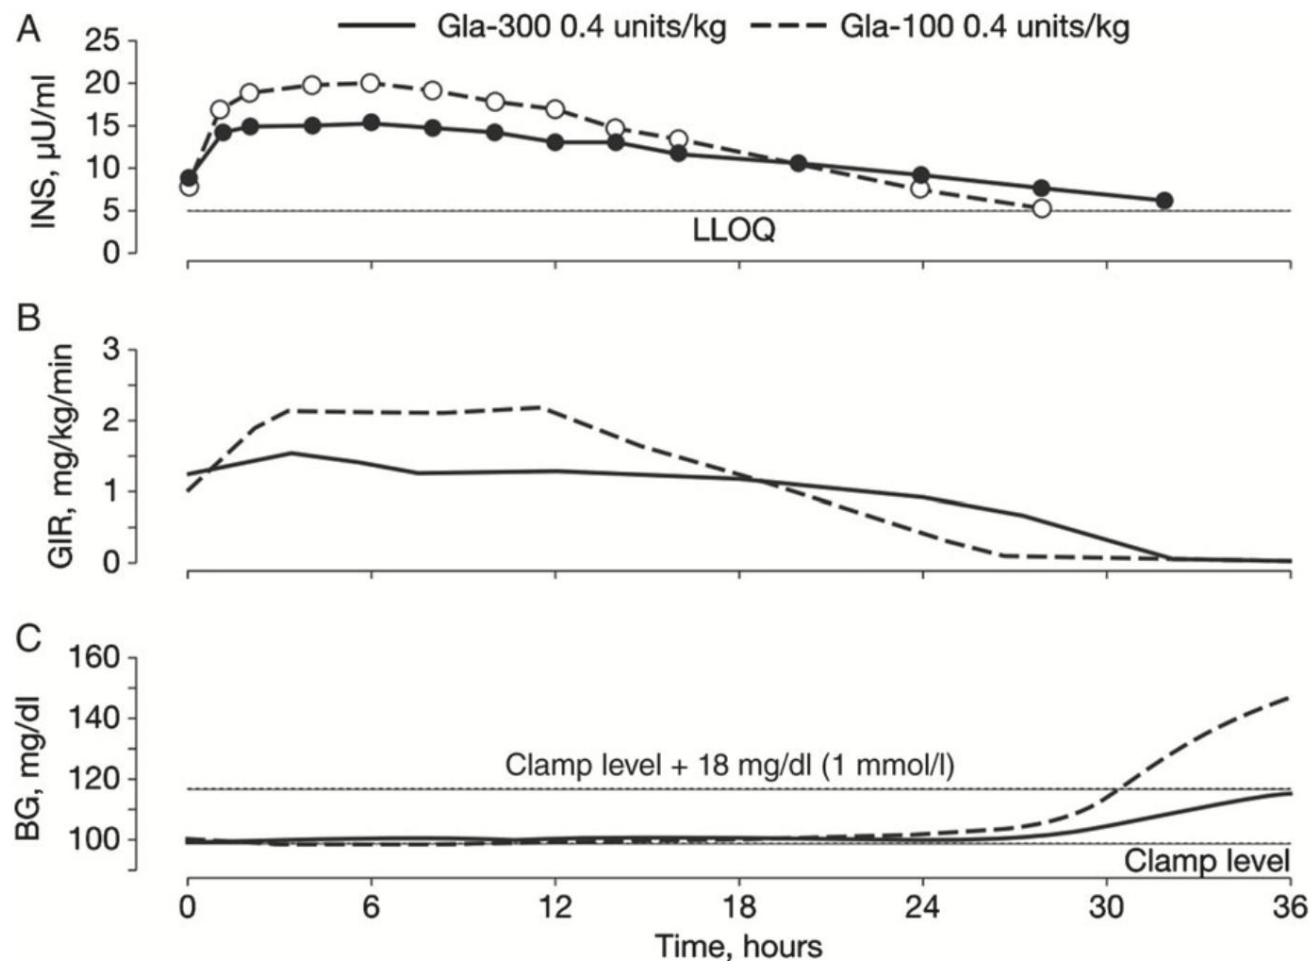 A
Gla-300 0.4 units/kg Gla-100 0.4 units/kg
25
20
15
10
5
0
INS, µU/ml
LLOQ
B
3
2
1
0
GIR, mg/kg/min
C
160
140
120
100
BG, mg/dl
Clamp level + 18 mg/dl (1 mmol/l)
Clamp level
0 6 12 18 24 30 36
Time, hours